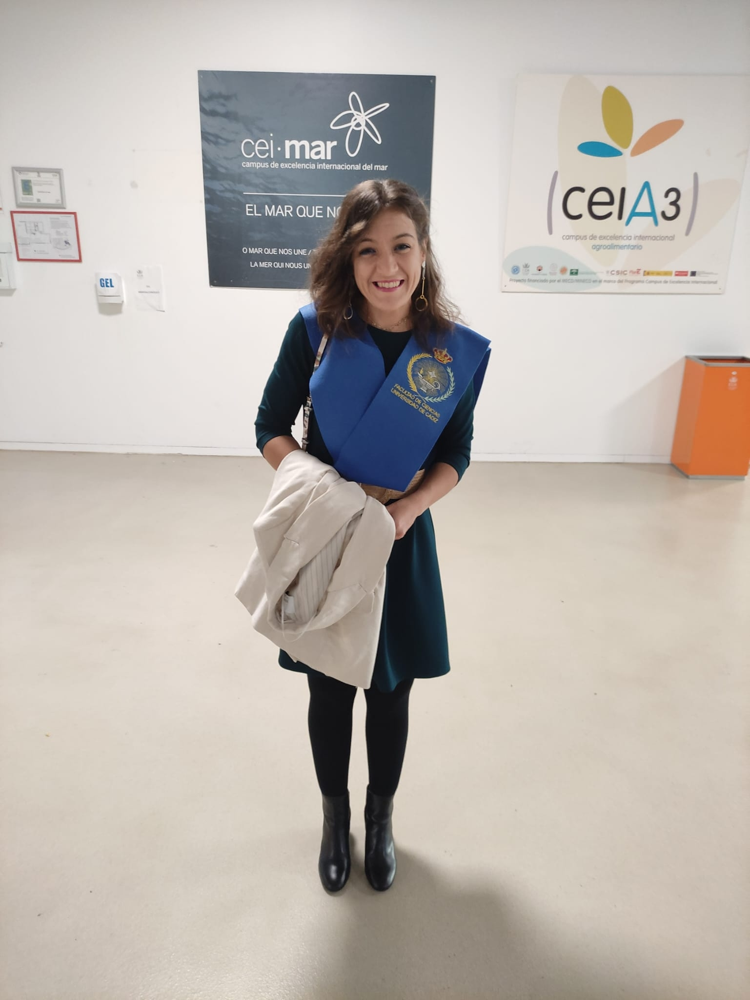 cei·mar
campus de excelencia internacional del mar
EL MAR QUE NO
O MAR QUE NOS UNE /
LA MER QUI NOUS UN
(ceiA3)
campus de excelencia internacional
agroalimentario
CSIC
Proyecto financiado por el MECD/MINECO en el marco del Programa Campus de Excelencia Internacional
GEL
FACULTAD DE CIENCIAS
UNIVERSIDAD DE CADIZ